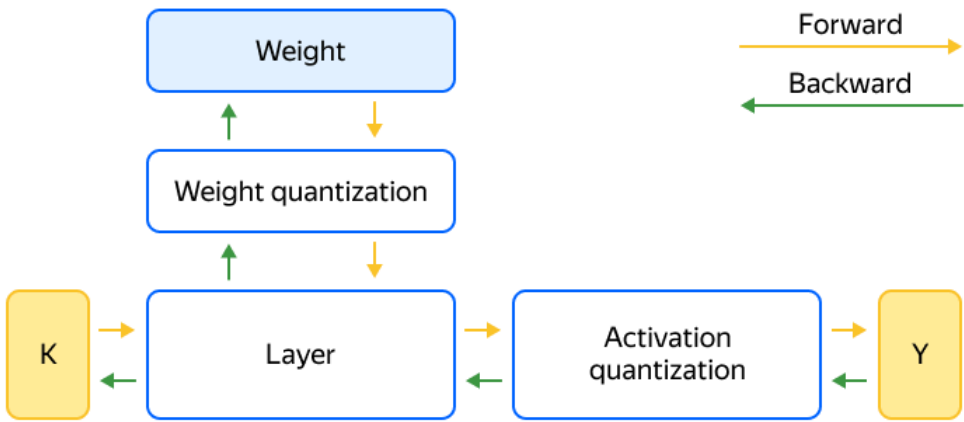 Weight
Forward
Backward
Weight quantization
K
Layer
Activation
quantization
Y